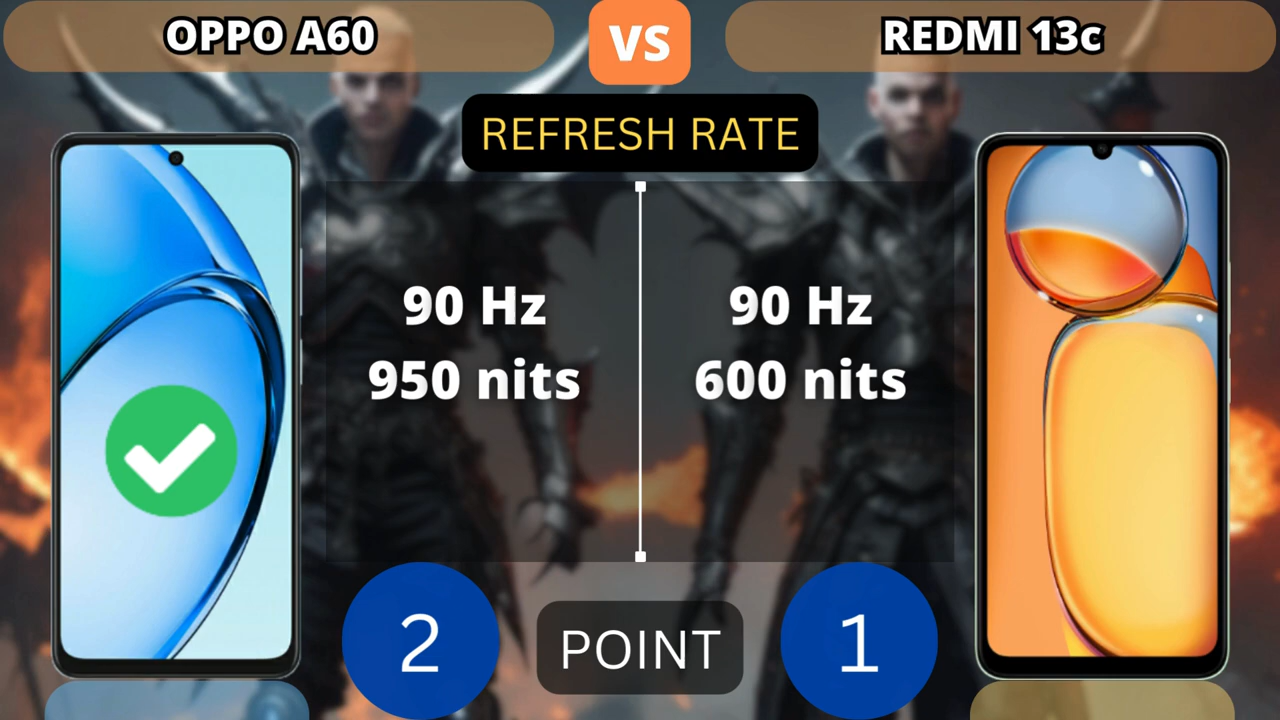 OPPO A60
VS
REDMI 13c
REFRESH RATE
90 Hz
950 nits
90 Hz
600 nits
2
POINT
1